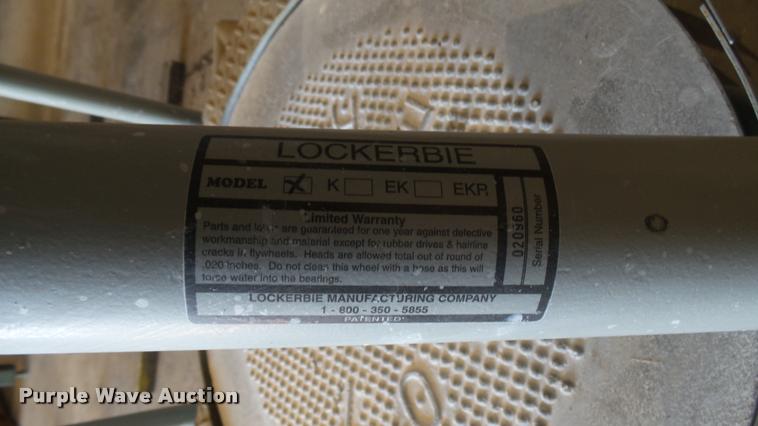 LOCKERBIE
MODEL X K EK EKR
Limited Warranty
Parts and labor are guaranteed for one year against defective
workmanship and material except for rubber drives & hairline
cracks in flywheels. Heads are allowed total out of round of
.020 inches. Do not clean this wheel with a hose as this will
force water into the bearings.
020960
Serial Number
LOCKERBIE MANUFACTURING COMPANY
1 - 800 - 350 - 5855
PATENTED
Purple Wave Auction